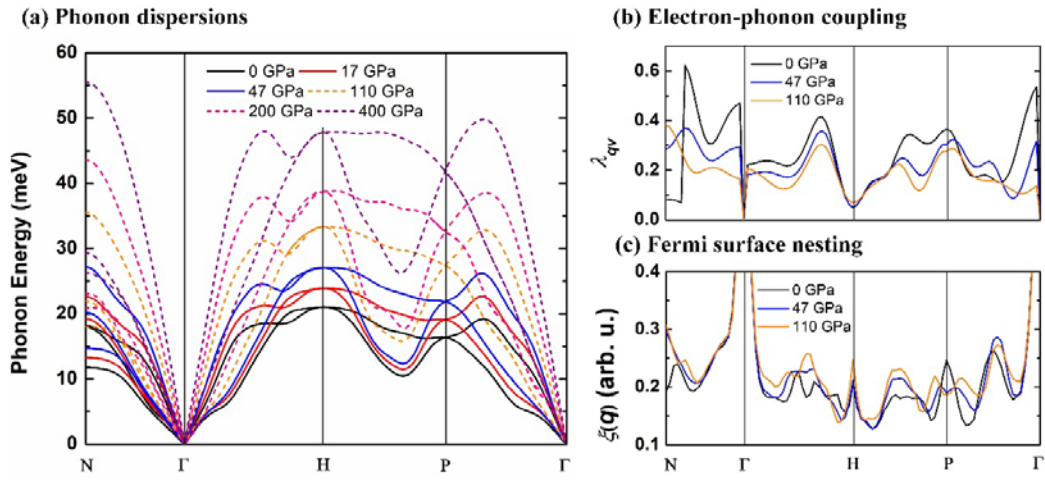 (a) Phonon dispersions
60
50
40
30
20
10
0
Phonon Energy (meV)
0 GPa 17 GPa
47 GPa 110 GPa
200 GPa 400 GPa
N Γ H P Γ
(b) Electron-phonon coupling
0.6
0.4
0.2
0.0
λqν
0 GPa
47 GPa
110 GPa
(c) Fermi surface nesting
0.4
0.3
0.2
0.1
ξ(q) (arb. u.)
0 GPa
47 GPa
110 GPa
N Γ H P Γ